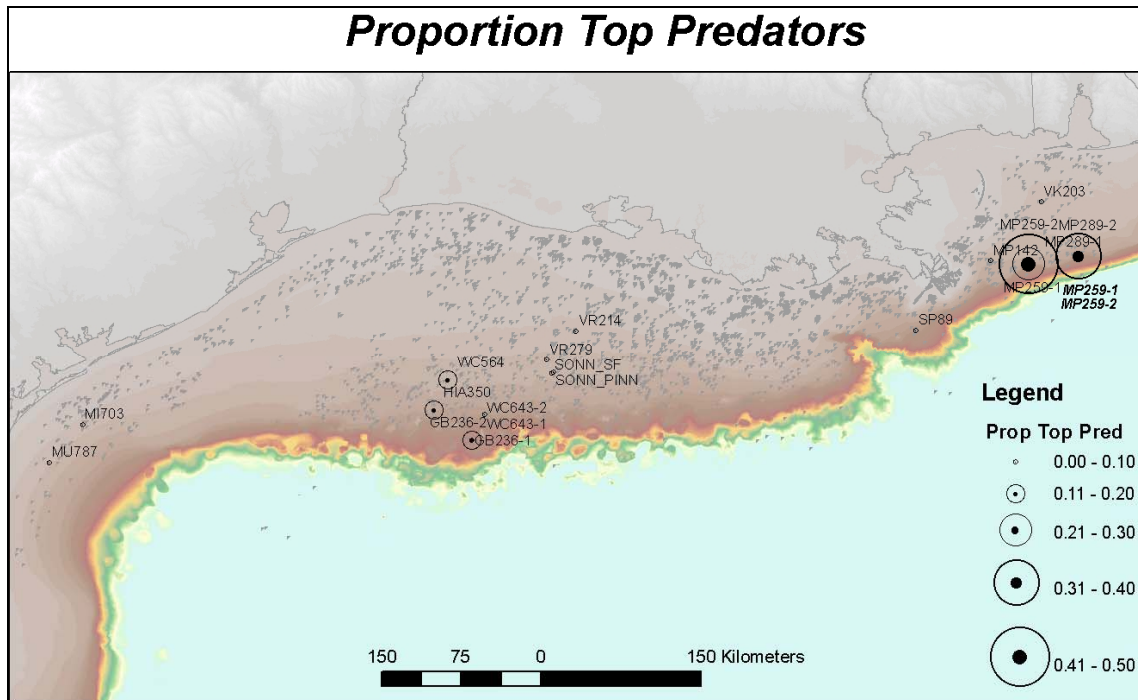 Proportion Top Predators
VK203
MP259-2
MP289-2
MP289-1
MP142
MP259-1
MP259-1
MP259-2
SP89
VR214
VR279
SONN_SF
SONN_PINN
WC564
HIA350
WC643-2
GB236-2
WC643-1
GB236-1
MI703
MU787
Legend
Prop Top Pred
0.00 - 0.10
0.11 - 0.20
0.21 - 0.30
0.31 - 0.40
0.41 - 0.50
150 75 0 150 Kilometers